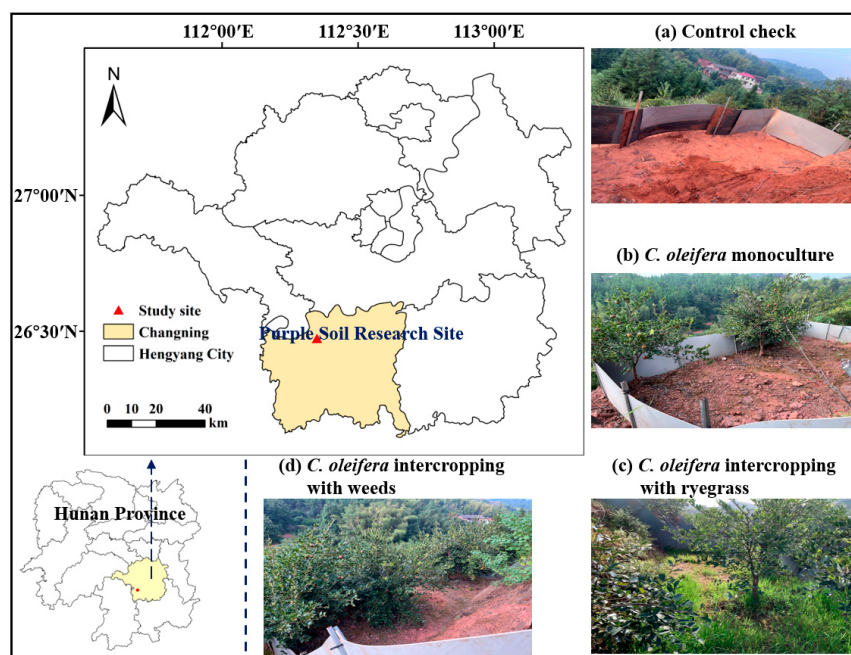 112°00′E 112°30′E 113°00′E
(a) Control check
N
27°00′N
(b) C. oleifera monoculture
Study site
Changning
Hengyang City
26°30′N
Purple Soil Research Site
0 10 20 40
km
(d) C. oleifera intercropping
with weeds
(c) C. oleifera intercropping
with ryegrass
Hunan Province